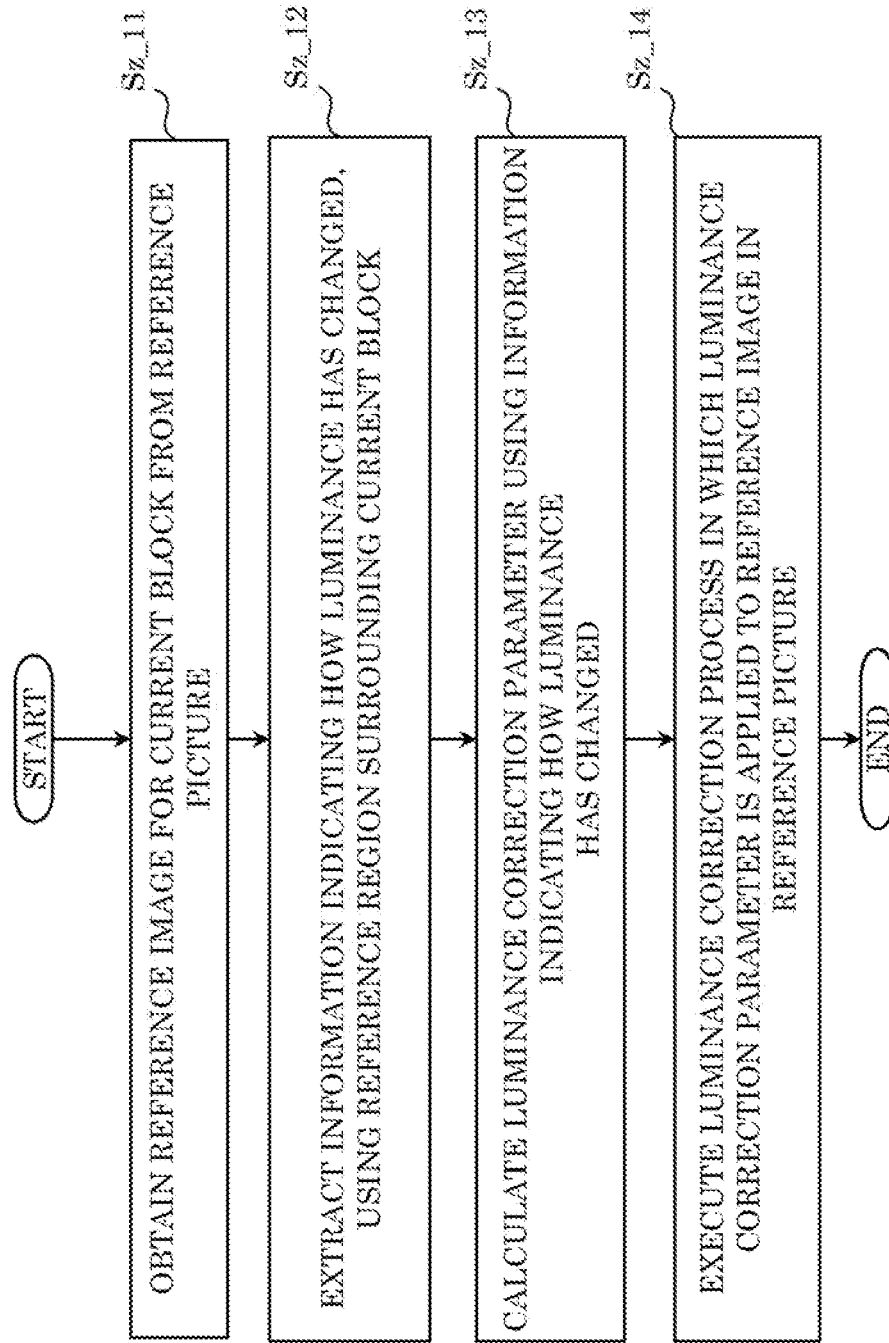 START
Sz_11
OBTAIN REFERENCE IMAGE FOR CURRENT BLOCK FROM REFERENCE
PICTURE
Sz_12
EXTRACT INFORMATION INDICATING HOW LUMINANCE HAS CHANGED,
USING REFERENCE REGION SURROUNDING CURRENT BLOCK
Sz_13
CALCULATE LUMINANCE CORRECTION PARAMETER USING INFORMATION
INDICATING HOW LUMINANCE
HAS CHANGED
Sz_14
EXECUTE LUMINANCE CORRECTION PROCESS IN WHICH LUMINANCE
CORRECTION PARAMETER IS APPLIED TO REFERENCE IMAGE IN
REFERENCE PICTURE
END